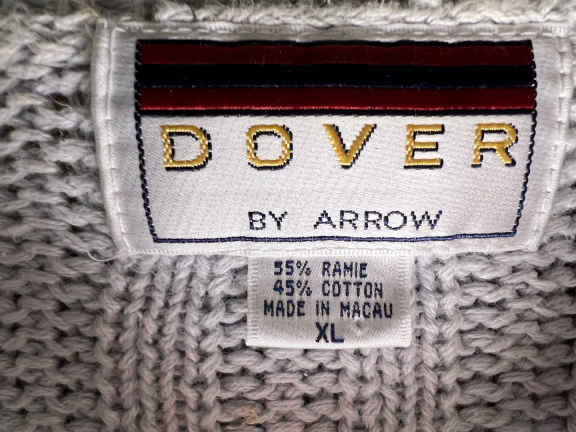 DOVER
BY ARROW
55% RAMIE
45% COTTON
MADE IN MACAU
XL